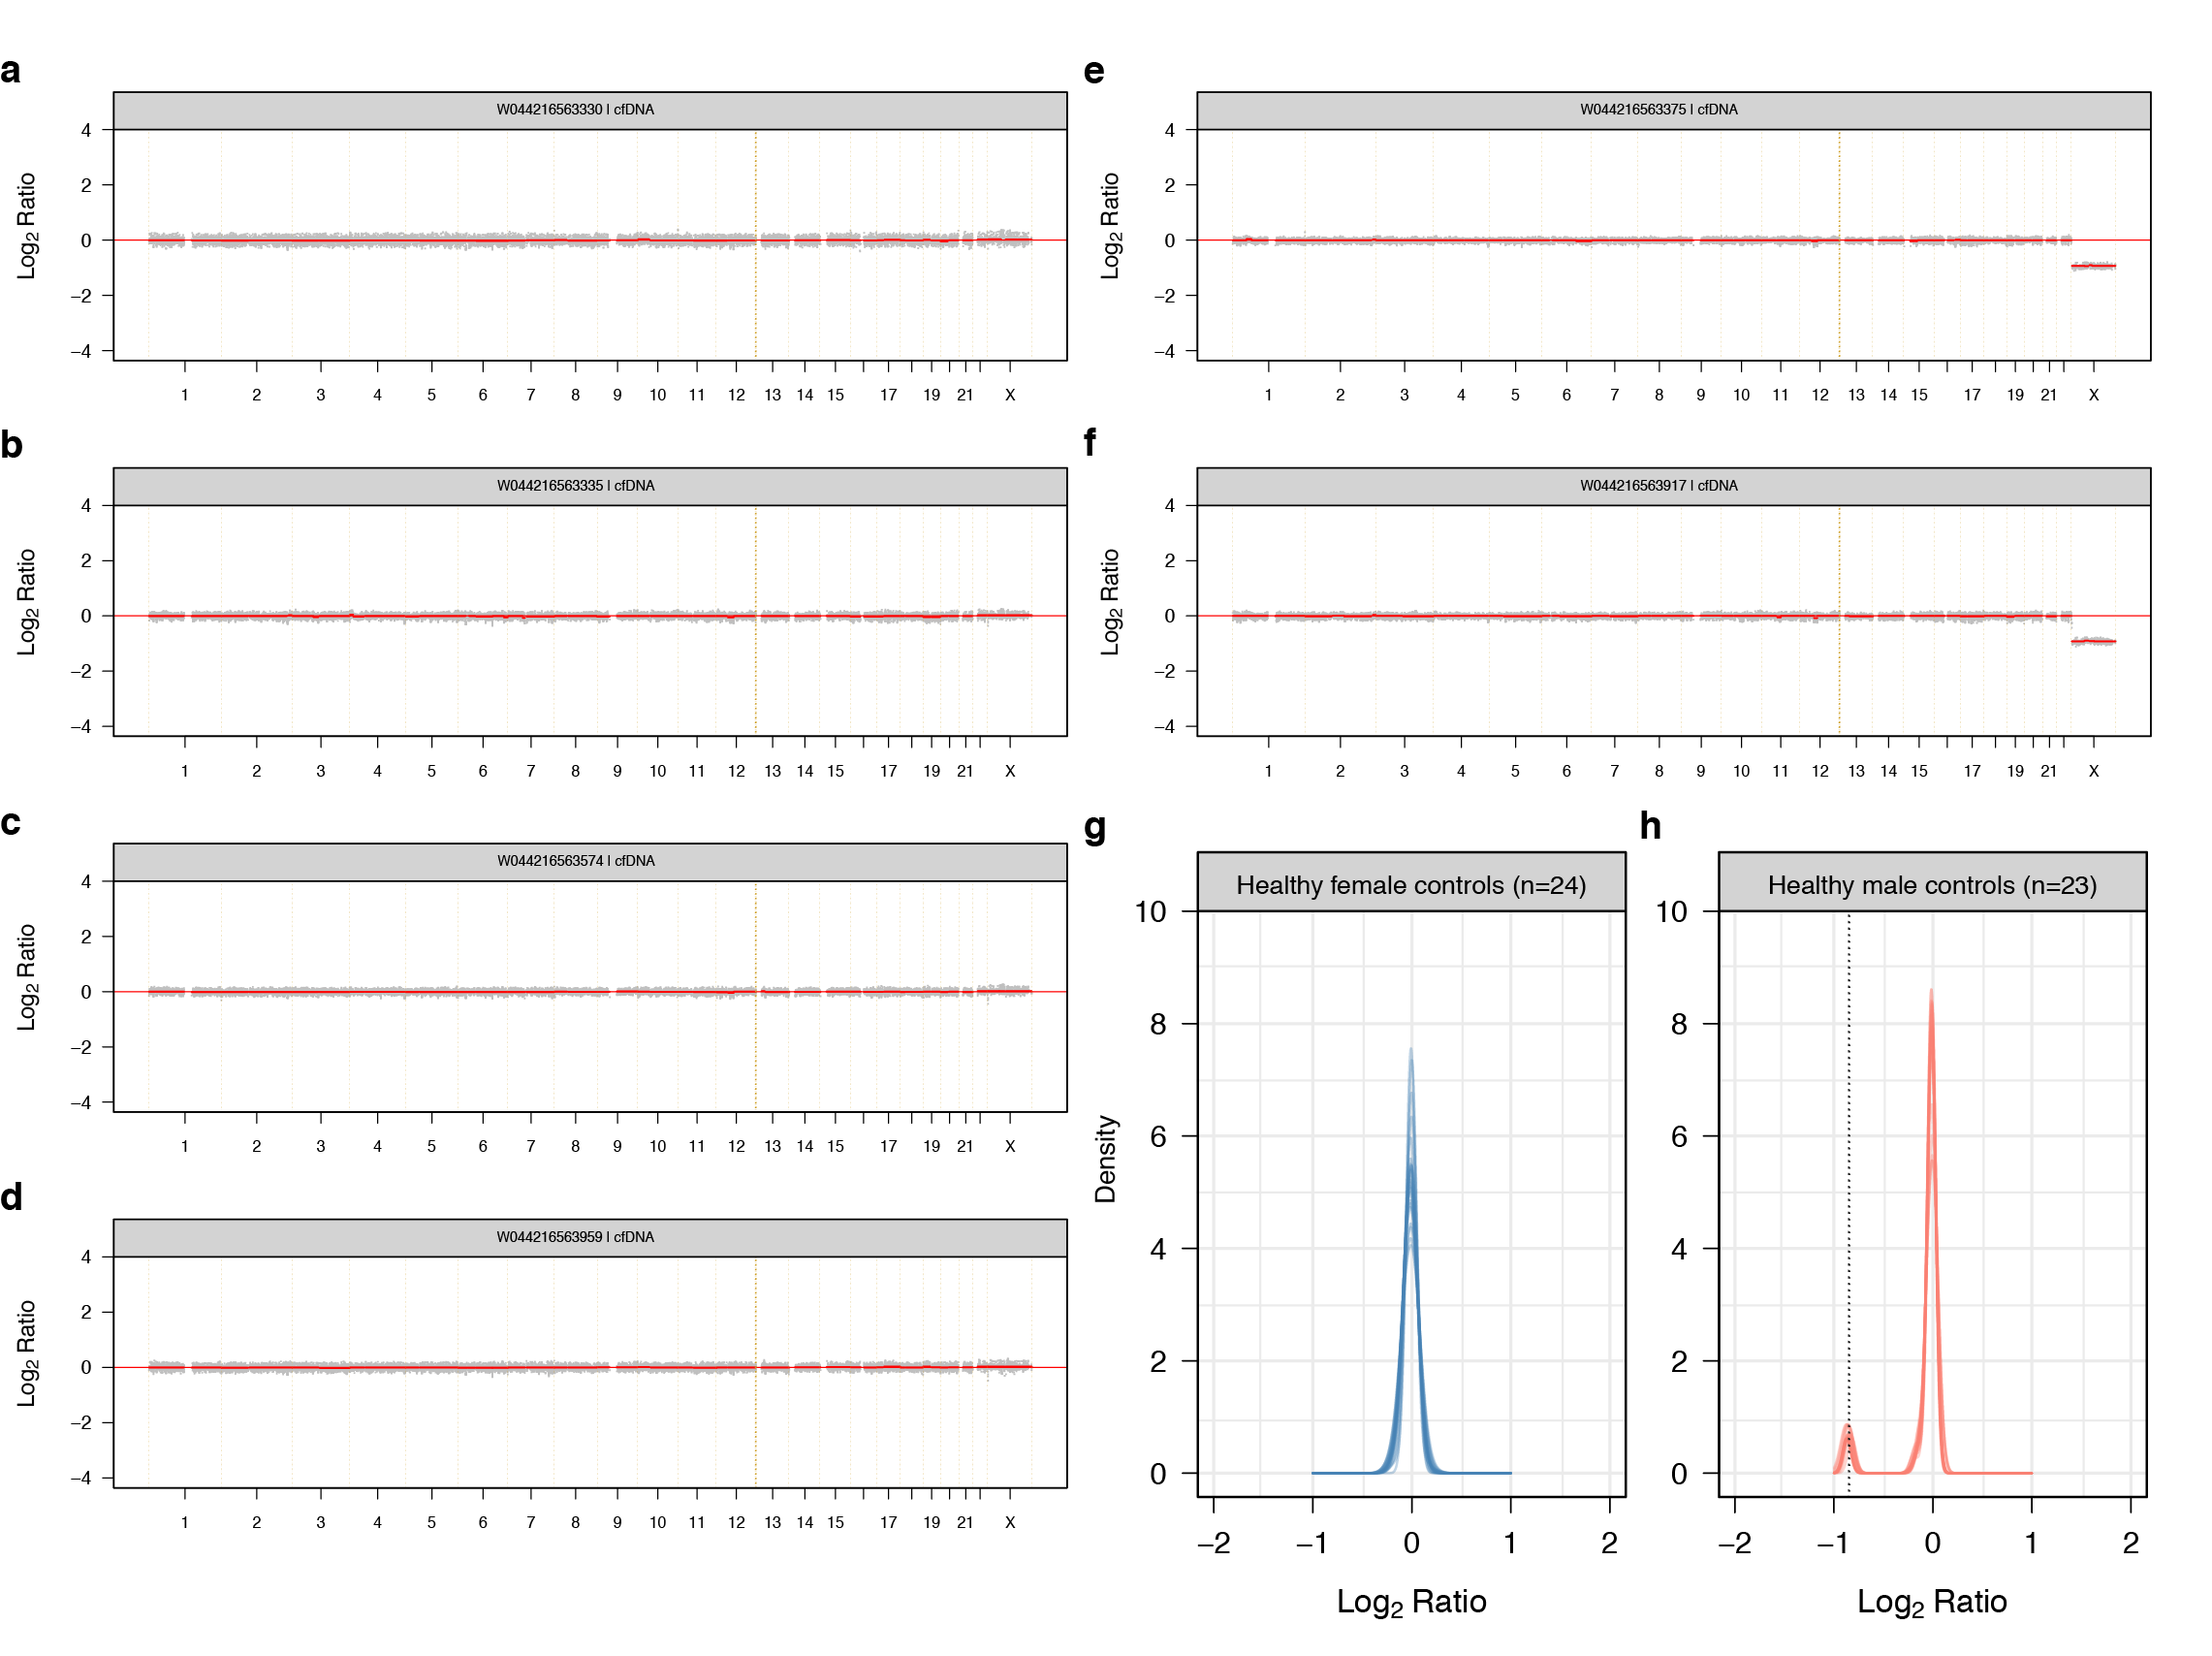 a
W044216563330 | cfDNA
Log2 Ratio
4
2
0
−2
−4
1 2 3 4 5 6 7 8 9 10 11 12 13 14 15 17 19 21 X
b
W044216563335 | cfDNA
Log2 Ratio
4
2
0
−2
−4
1 2 3 4 5 6 7 8 9 10 11 12 13 14 15 17 19 21 X
c
W044216563574 | cfDNA
Log2 Ratio
4
2
0
−2
−4
1 2 3 4 5 6 7 8 9 10 11 12 13 14 15 17 19 21 X
d
W044216563959 | cfDNA
Log2 Ratio
4
2
0
−2
−4
1 2 3 4 5 6 7 8 9 10 11 12 13 14 15 17 19 21 X
e
W044216563375 | cfDNA
Log2 Ratio
4
2
0
−2
−4
1 2 3 4 5 6 7 8 9 10 11 12 13 14 15 17 19 21 X
f
W044216563917 | cfDNA
Log2 Ratio
4
2
0
−2
−4
1 2 3 4 5 6 7 8 9 10 11 12 13 14 15 17 19 21 X
g
Healthy female controls (n=24)
Density
10
8
6
4
2
0
−2 −1 0 1 2
Log2 Ratio
h
Healthy male controls (n=23)
10
8
6
4
2
0
−2 −1 0 1 2
Log2 Ratio